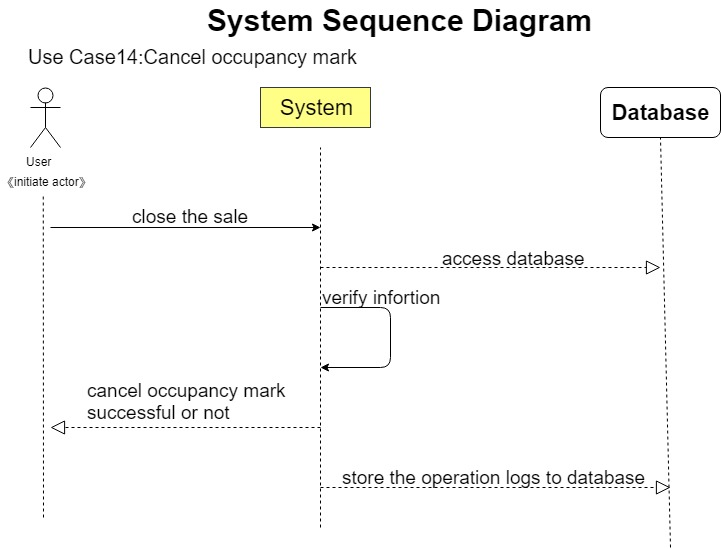 System Sequence Diagram
Use Case14:Cancel occupancy mark
System
Database
User
《initiate actor》
close the sale
access database
verify infortion
cancel occupancy mark
successful or not
store the operation logs to database